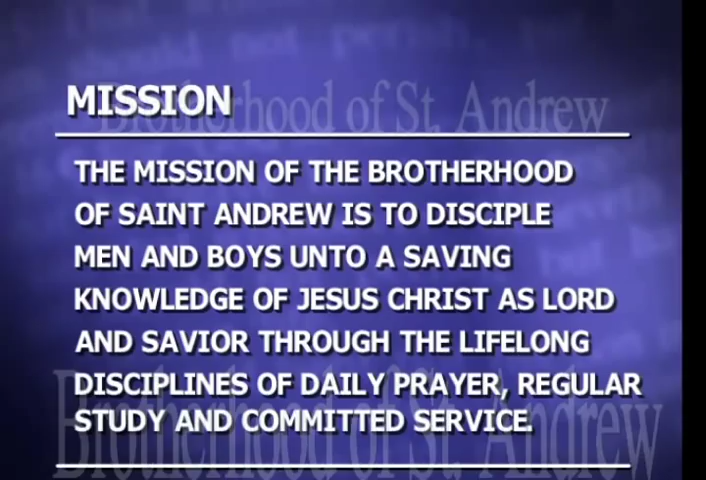 MISSION
Brotherhood of St. Andrew
THE MISSION OF THE BROTHERHOOD
OF SAINT ANDREW IS TO DISCIPLE
MEN AND BOYS UNTO A SAVING
KNOWLEDGE OF JESUS CHRIST AS LORD
AND SAVIOR THROUGH THE LIFELONG
DISCIPLINES OF DAILY PRAYER, REGULAR
STUDY AND COMMITTED SERVICE.
Brotherhood of St. Andrew